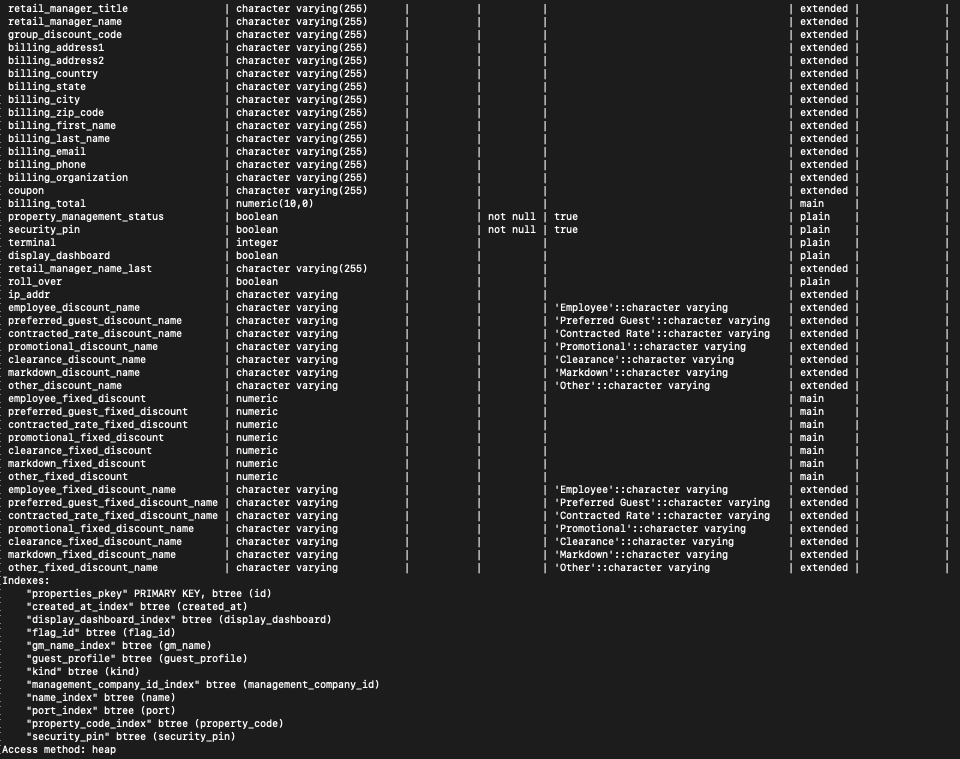 retail_manager_title | character varying(255) | | | | extended | |
retail_manager_name | character varying(255) | | | | extended | |
group_discount_code | character varying(255) | | | | extended | |
billing_address1 | character varying(255) | | | | extended | |
billing_address2 | character varying(255) | | | | extended | |
billing_country | character varying(255) | | | | extended | |
billing_state | character varying(255) | | | | extended | |
billing_city | character varying(255) | | | | extended | |
billing_zip_code | character varying(255) | | | | extended | |
billing_first_name | character varying(255) | | | | extended | |
billing_last_name | character varying(255) | | | | extended | |
billing_email | character varying(255) | | | | extended | |
billing_phone | character varying(255) | | | | extended | |
billing_organization | character varying(255) | | | | extended | |
coupon | character varying(255) | | | | extended | |
billing_total | numeric(10,0) | | | | main | |
property_management_status | boolean | | not null | true | plain | |
security_pin | boolean | | not null | true | plain | |
terminal | integer | | | | plain | |
display_dashboard | boolean | | | | plain | |
retail_manager_name_last | character varying(255) | | | | extended | |
roll_over | boolean | | | | plain | |
ip_addr | character varying | | | | extended | |
employee_discount_name | character varying | | | 'Employee'::character varying | extended | |
preferred_guest_discount_name | character varying | | | 'Preferred Guest'::character varying | extended | |
contracted_rate_discount_name | character varying | | | 'Contracted Rate'::character varying | extended | |
promotional_discount_name | character varying | | | 'Promotional'::character varying | extended | |
clearance_discount_name | character varying | | | 'Clearance'::character varying | extended | |
markdown_discount_name | character varying | | | 'Markdown'::character varying | extended | |
other_discount_name | character varying | | | 'Other'::character varying | extended | |
employee_fixed_discount | numeric | | | | main | |
preferred_guest_fixed_discount | numeric | | | | main | |
contracted_rate_fixed_discount | numeric | | | | main | |
promotional_fixed_discount | numeric | | | | main | |
clearance_fixed_discount | numeric | | | | main | |
markdown_fixed_discount | numeric | | | | main | |
other_fixed_discount | numeric | | | | main | |
employee_fixed_discount_name | character varying | | | 'Employee'::character varying | extended | |
preferred_guest_fixed_discount_name | character varying | | | 'Preferred Guest'::character varying | extended | |
contracted_rate_fixed_discount_name | character varying | | | 'Contracted Rate'::character varying | extended | |
promotional_fixed_discount_name | character varying | | | 'Promotional'::character varying | extended | |
clearance_fixed_discount_name | character varying | | | 'Clearance'::character varying | extended | |
markdown_fixed_discount_name | character varying | | | 'Markdown'::character varying | extended | |
other_fixed_discount_name | character varying | | | 'Other'::character varying | extended | |
Indexes:
"properties_pkey" PRIMARY KEY, btree (id)
"created_at_index" btree (created_at)
"display_dashboard_index" btree (display_dashboard)
"flag_id" btree (flag_id)
"gm_name_index" btree (gm_name)
"guest_profile" btree (guest_profile)
"kind" btree (kind)
"management_company_id_index" btree (management_company_id)
"name_index" btree (name)
"port_index" btree (port)
"property_code_index" btree (property_code)
"security_pin" btree (security_pin)
Access method: heap